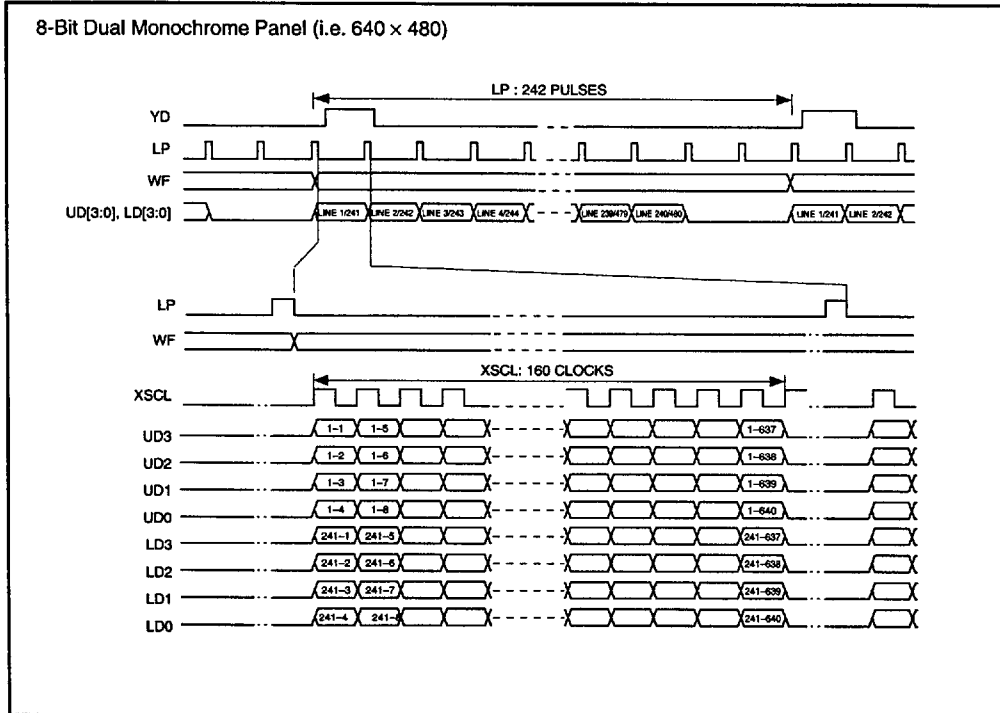 8-Bit Dual Monochrome Panel (i.e. 640 × 480)
LP : 242 PULSES
YD
LP
WF
UD[3:0], LD[3:0] LINE 1/241 LINE 2/242 LINE 3/243 LINE 4/244 LINE 239/479 LINE 240/480 LINE 1/241 LINE 2/242
LP
WF
XSCL: 160 CLOCKS
XSCL
UD3 1–1 1–5 1–637
UD2 1–2 1–6 1–638
UD1 1–3 1–7 1–639
UD0 1–4 1–8 1–640
LD3 241–1 241–5 241–637
LD2 241–2 241–6 241–638
LD1 241–3 241–7 241–639
LD0 241–4 241–8 241–640